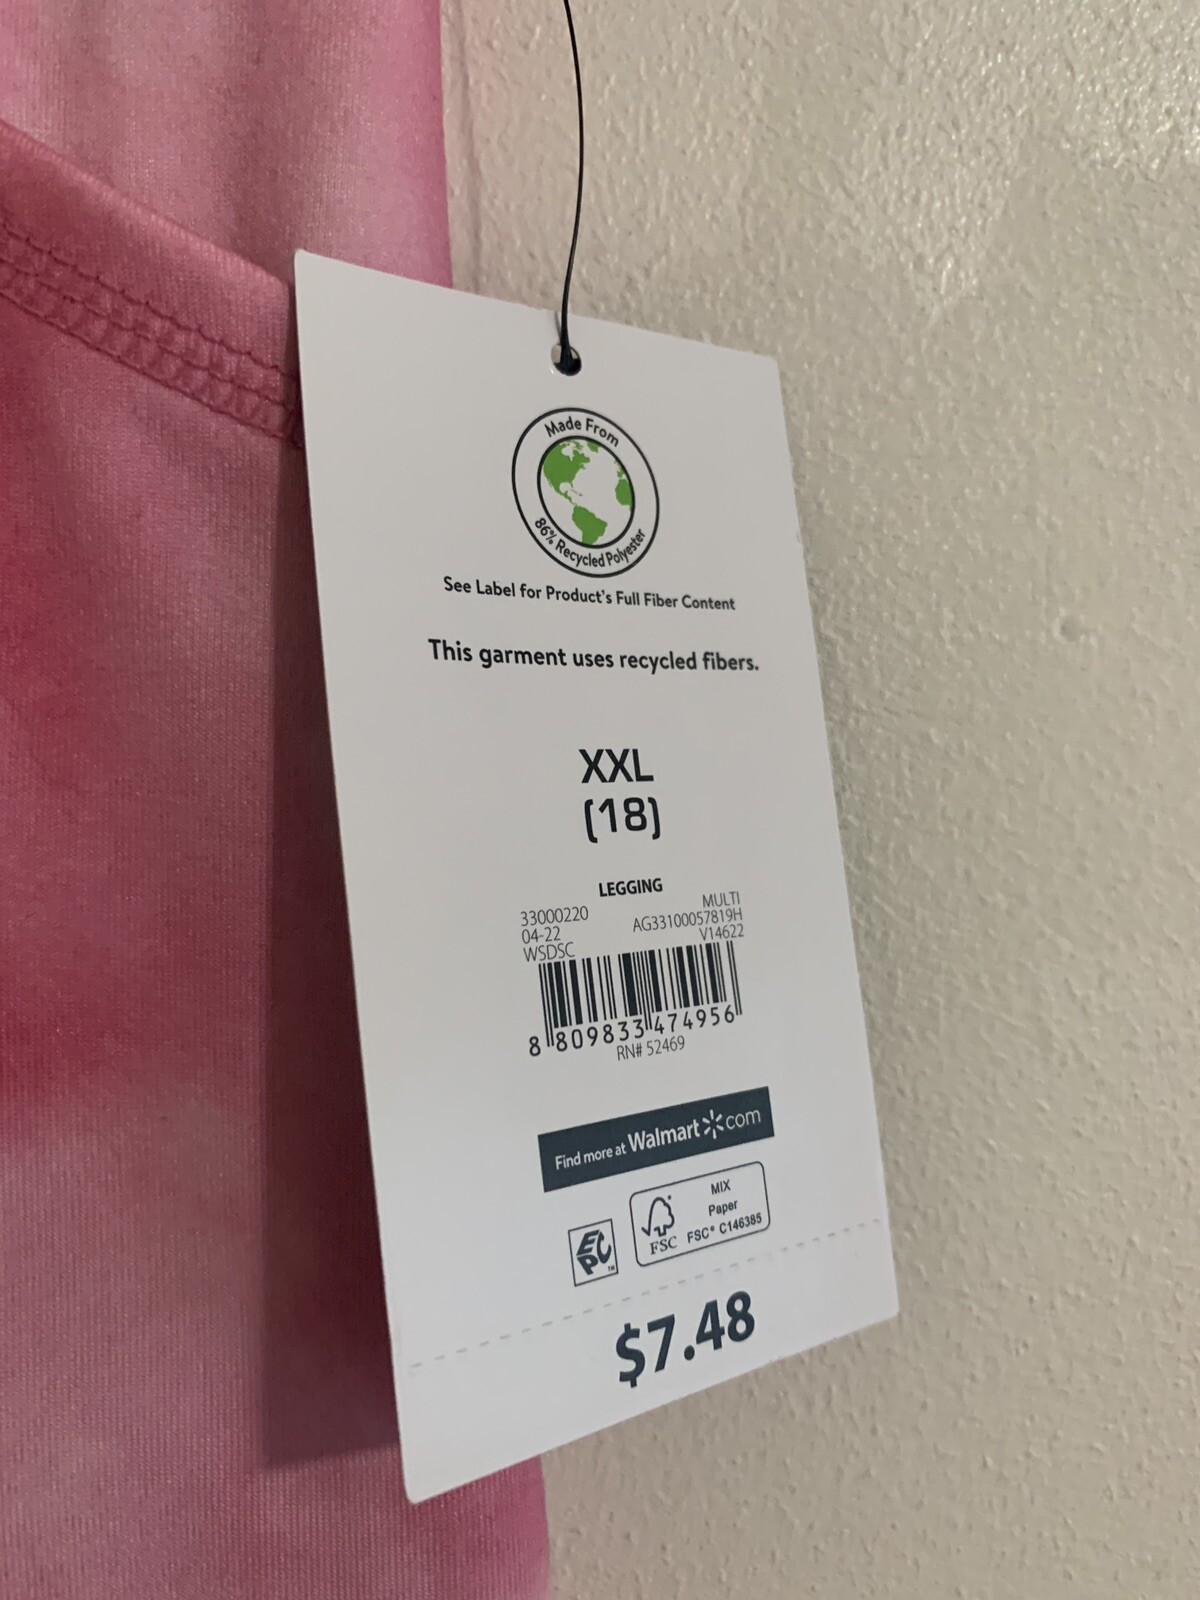 Made From
86% Recycled Polyester
See Label for Product's Full Fiber Content
This garment uses recycled fibers.
XXL
(18)
LEGGING
33000220 MULTI
04-22 AG33100057819H
WSDSC V14622
8 809833 474956
RN# 52469
Find more at Walmart com
EPC TM
FSC
MIX
Paper
FSC® C146385
$7.48